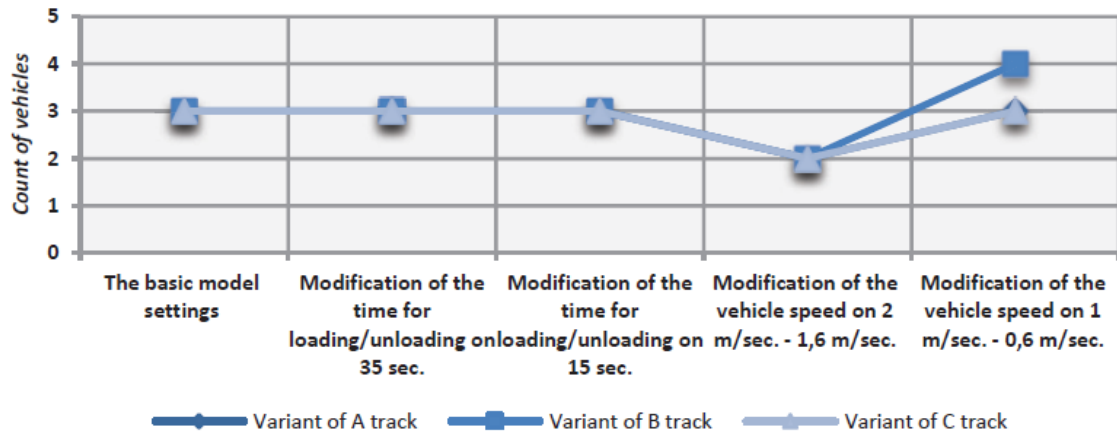 5
4
3
2
1
0
Count of vehicles
The basic model
settings
Modification of the
time for
loading/unloading on
35 sec.
Modification of the
time for
loading/unloading on
15 sec.
Modification of the
vehicle speed on 2
m/sec. - 1,6 m/sec.
Modification of the
vehicle speed on 1
m/sec. - 0,6 m/sec.
Variant of A track
Variant of B track
Variant of C track